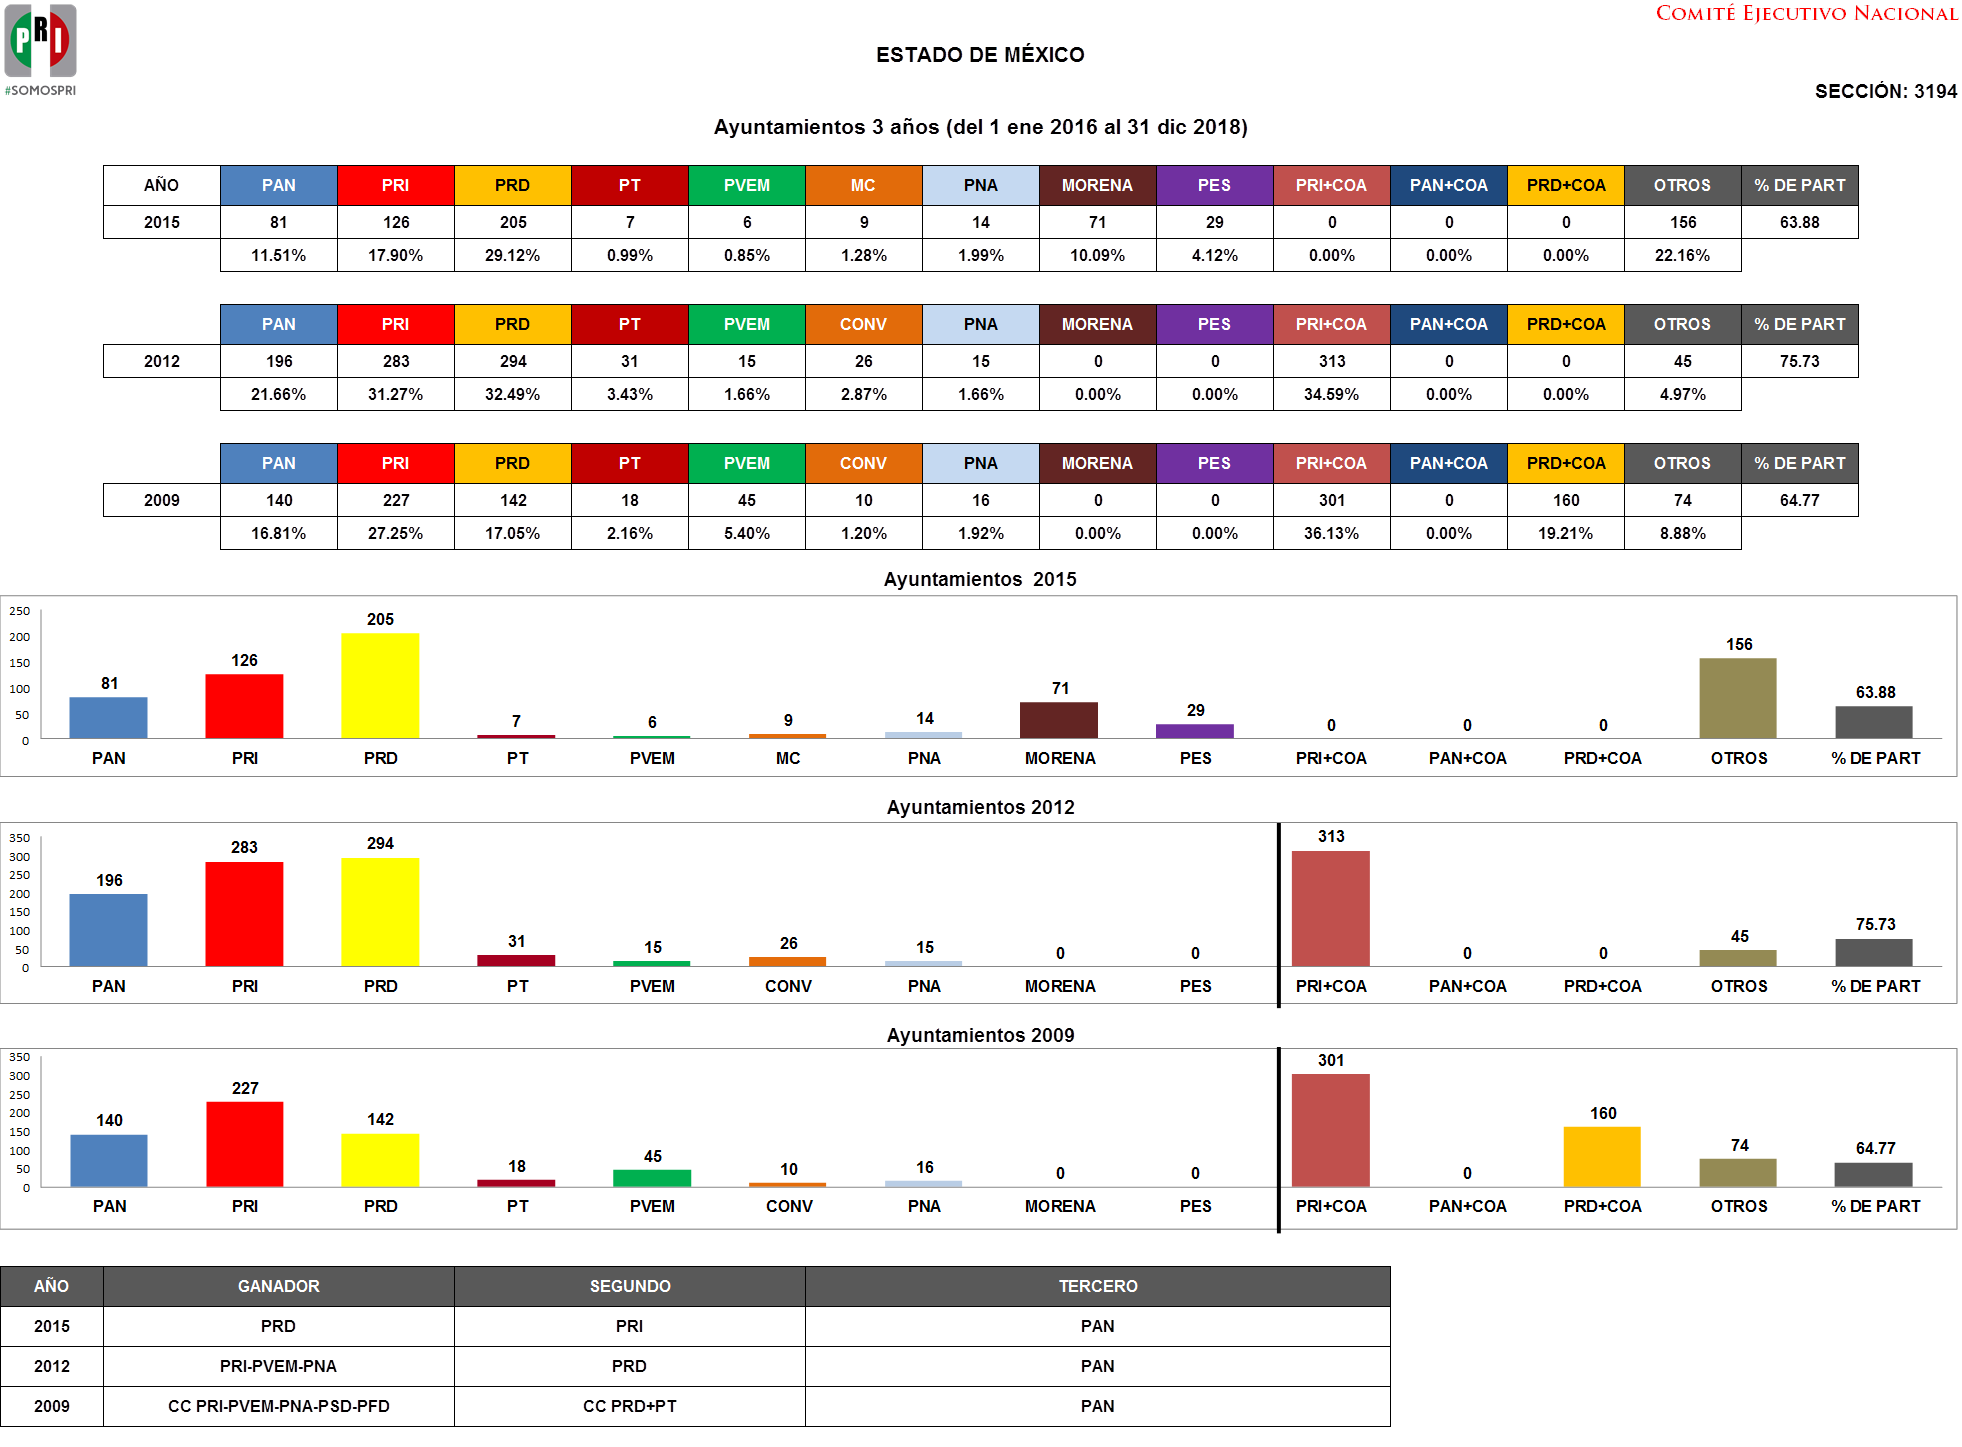 COMITÉ EJECUTIVO NACIONAL
PRI
#SOMOSPRI
ESTADO DE MÉXICO
SECCIÓN: 3194
Ayuntamientos 3 años (del 1 ene 2016 al 31 dic 2018)
AÑO PAN PRI PRD PT PVEM MC PNA MORENA PES PRI+COA PAN+COA PRD+COA OTROS % DE PART
2015 81 126 205 7 6 9 14 71 29 0 0 0 156 63.88
11.51% 17.90% 29.12% 0.99% 0.85% 1.28% 1.99% 10.09% 4.12% 0.00% 0.00% 0.00% 22.16%
PAN PRI PRD PT PVEM CONV PNA MORENA PES PRI+COA PAN+COA PRD+COA OTROS % DE PART
2012 196 283 294 31 15 26 15 0 0 313 0 0 45 75.73
21.66% 31.27% 32.49% 3.43% 1.66% 2.87% 1.66% 0.00% 0.00% 34.59% 0.00% 0.00% 4.97%
PAN PRI PRD PT PVEM CONV PNA MORENA PES PRI+COA PAN+COA PRD+COA OTROS % DE PART
2009 140 227 142 18 45 10 16 0 0 301 0 160 74 64.77
16.81% 27.25% 17.05% 2.16% 5.40% 1.20% 1.92% 0.00% 0.00% 36.13% 0.00% 19.21% 8.88%
Ayuntamientos 2015
250
200
150
100
50
0
81 126 205 7 6 9 14 71 29 0 0 0 156 63.88
PAN PRI PRD PT PVEM MC PNA MORENA PES PRI+COA PAN+COA PRD+COA OTROS % DE PART
Ayuntamientos 2012
350
300
250
200
150
100
50
0
196 283 294 31 15 26 15 0 0 313 0 0 45 75.73
PAN PRI PRD PT PVEM CONV PNA MORENA PES PRI+COA PAN+COA PRD+COA OTROS % DE PART
Ayuntamientos 2009
350
300
250
200
150
100
50
0
140 227 142 18 45 10 16 0 0 301 0 160 74 64.77
PAN PRI PRD PT PVEM CONV PNA MORENA PES PRI+COA PAN+COA PRD+COA OTROS % DE PART
AÑO GANADOR SEGUNDO TERCERO
2015 PRD PRI PAN
2012 PRI-PVEM-PNA PRD PAN
2009 CC PRI-PVEM-PNA-PSD-PFD CC PRD+PT PAN